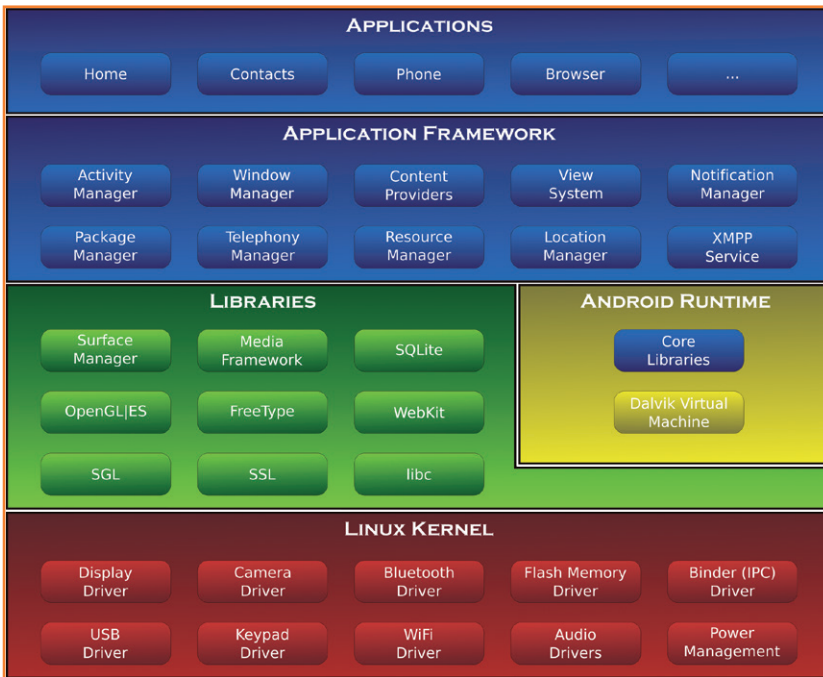 APPLICATIONS
Home
Contacts
Phone
Browser
...
APPLICATION FRAMEWORK
Activity
Manager
Window
Manager
Content
Providers
View
System
Notification
Manager
Package
Manager
Telephony
Manager
Resource
Manager
Location
Manager
XMPP
Service
LIBRARIES
Surface
Manager
Media
Framework
SQLite
OpenGL|ES
FreeType
WebKit
SGL
SSL
libc
ANDROID RUNTIME
Core
Libraries
Dalvik Virtual
Machine
LINUX KERNEL
Display
Driver
Camera
Driver
Bluetooth
Driver
Flash Memory
Driver
Binder (IPC)
Driver
USB
Driver
Keypad
Driver
WiFi
Driver
Audio
Drivers
Power
Management